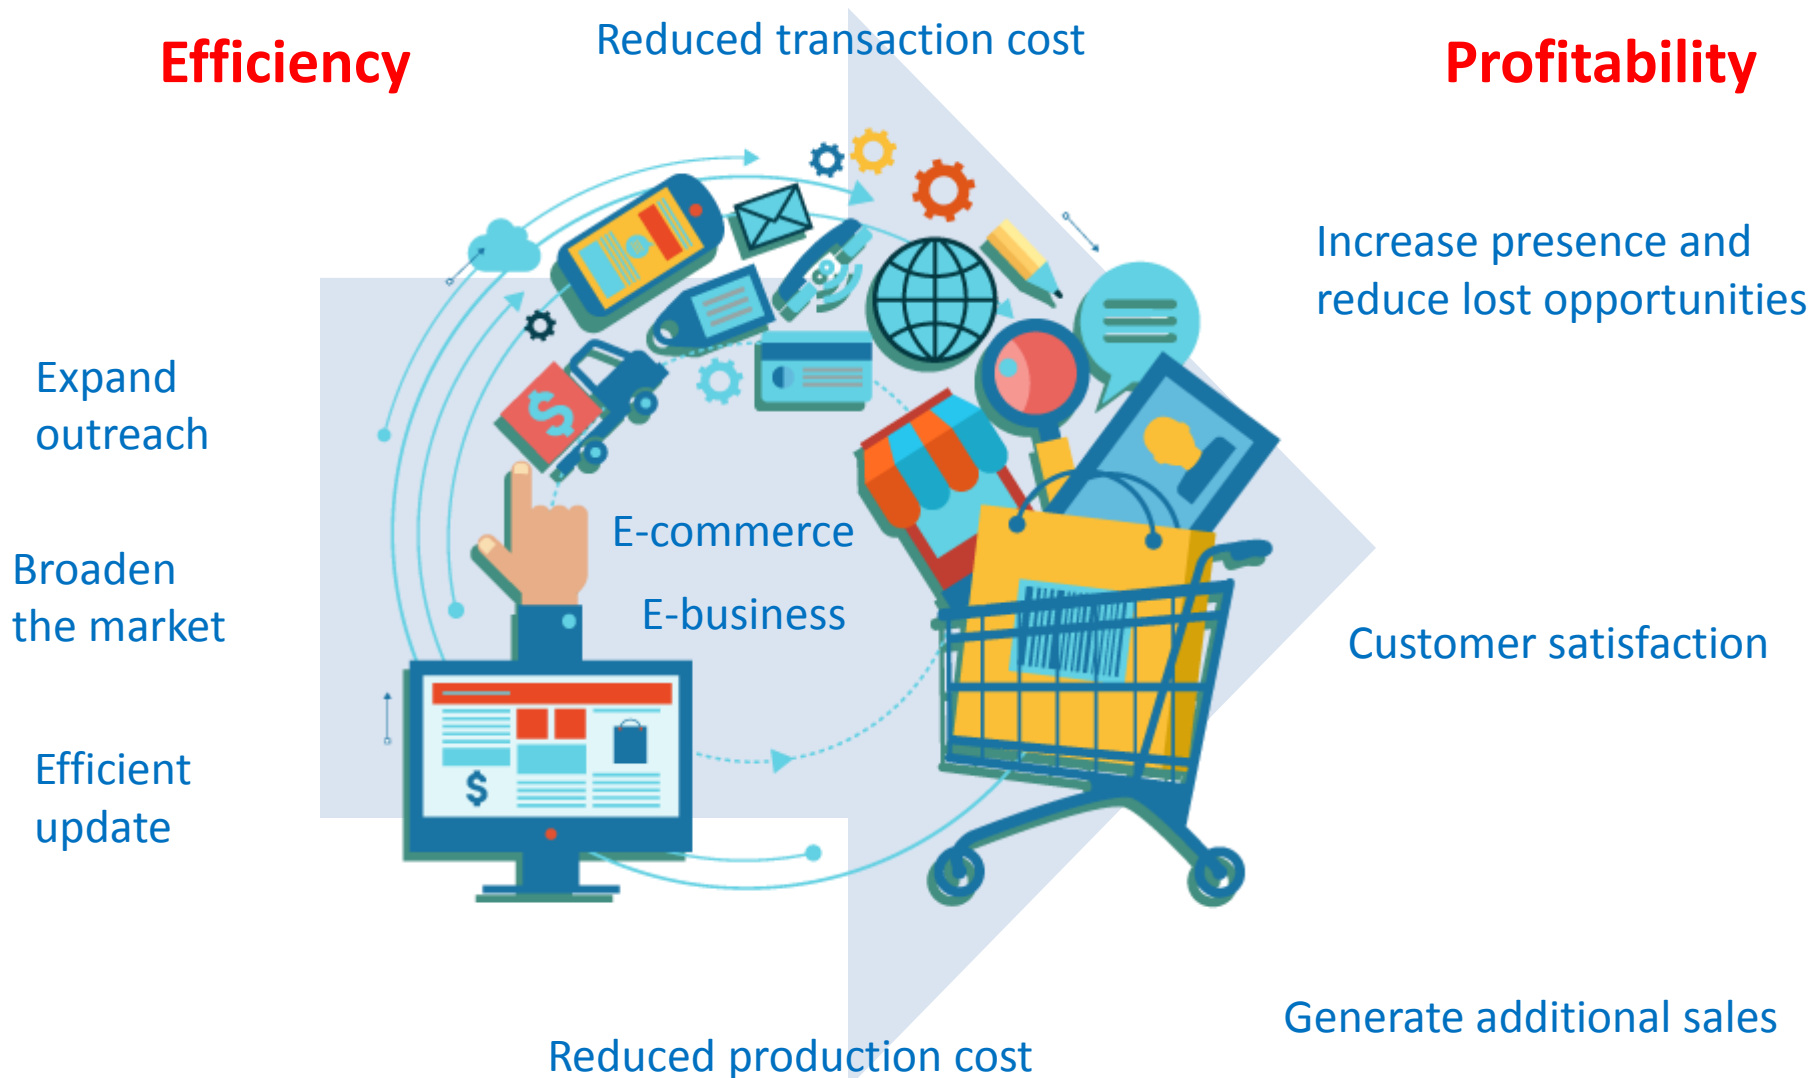 Efficiency
Reduced transaction cost
Profitability
Increase presence and
reduce lost opportunities
Expand
outreach
Broaden
the market
Efficient
update
E-commerce
E-business
$
$
Customer satisfaction
Generate additional sales
Reduced production cost